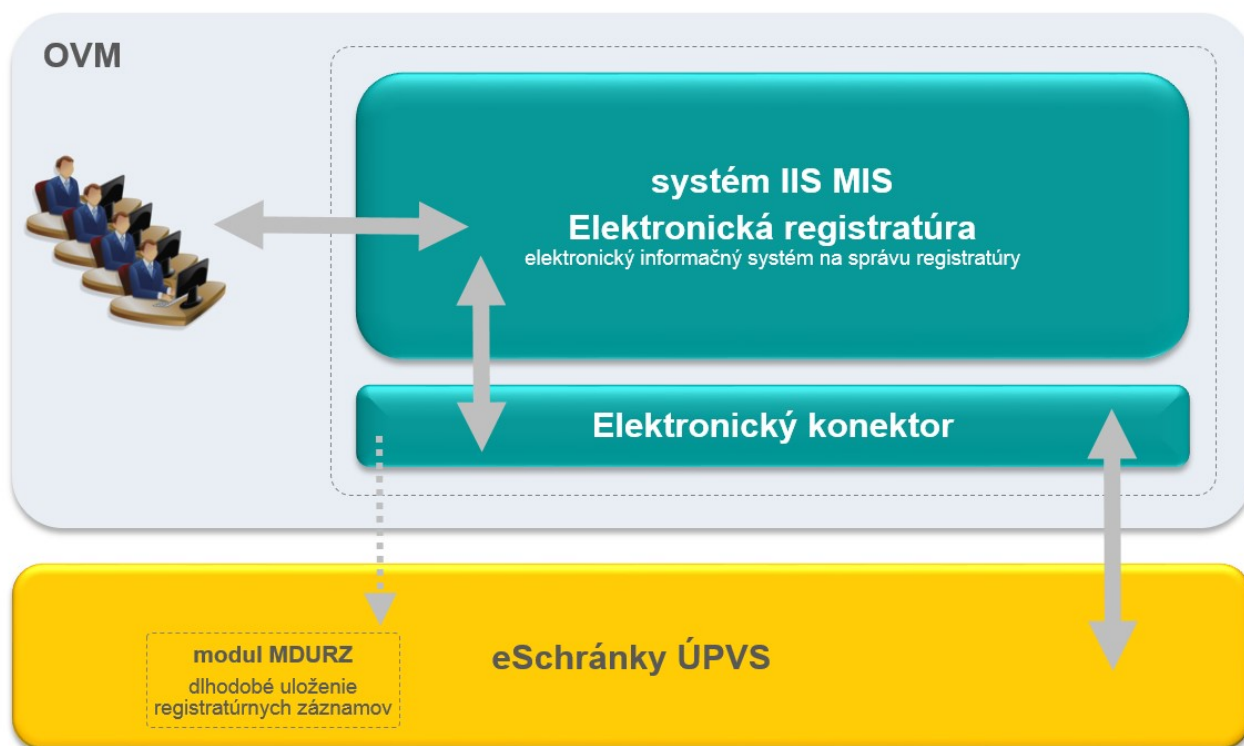 OVM
systém IIS MIS
Elektronická registratúra
elektronický informačný systém na správu registratúry
Elektronický konektor
modul MDURZ
dlhodobé uloženie
registratúrnych záznamov
eSchránky ÚPVS